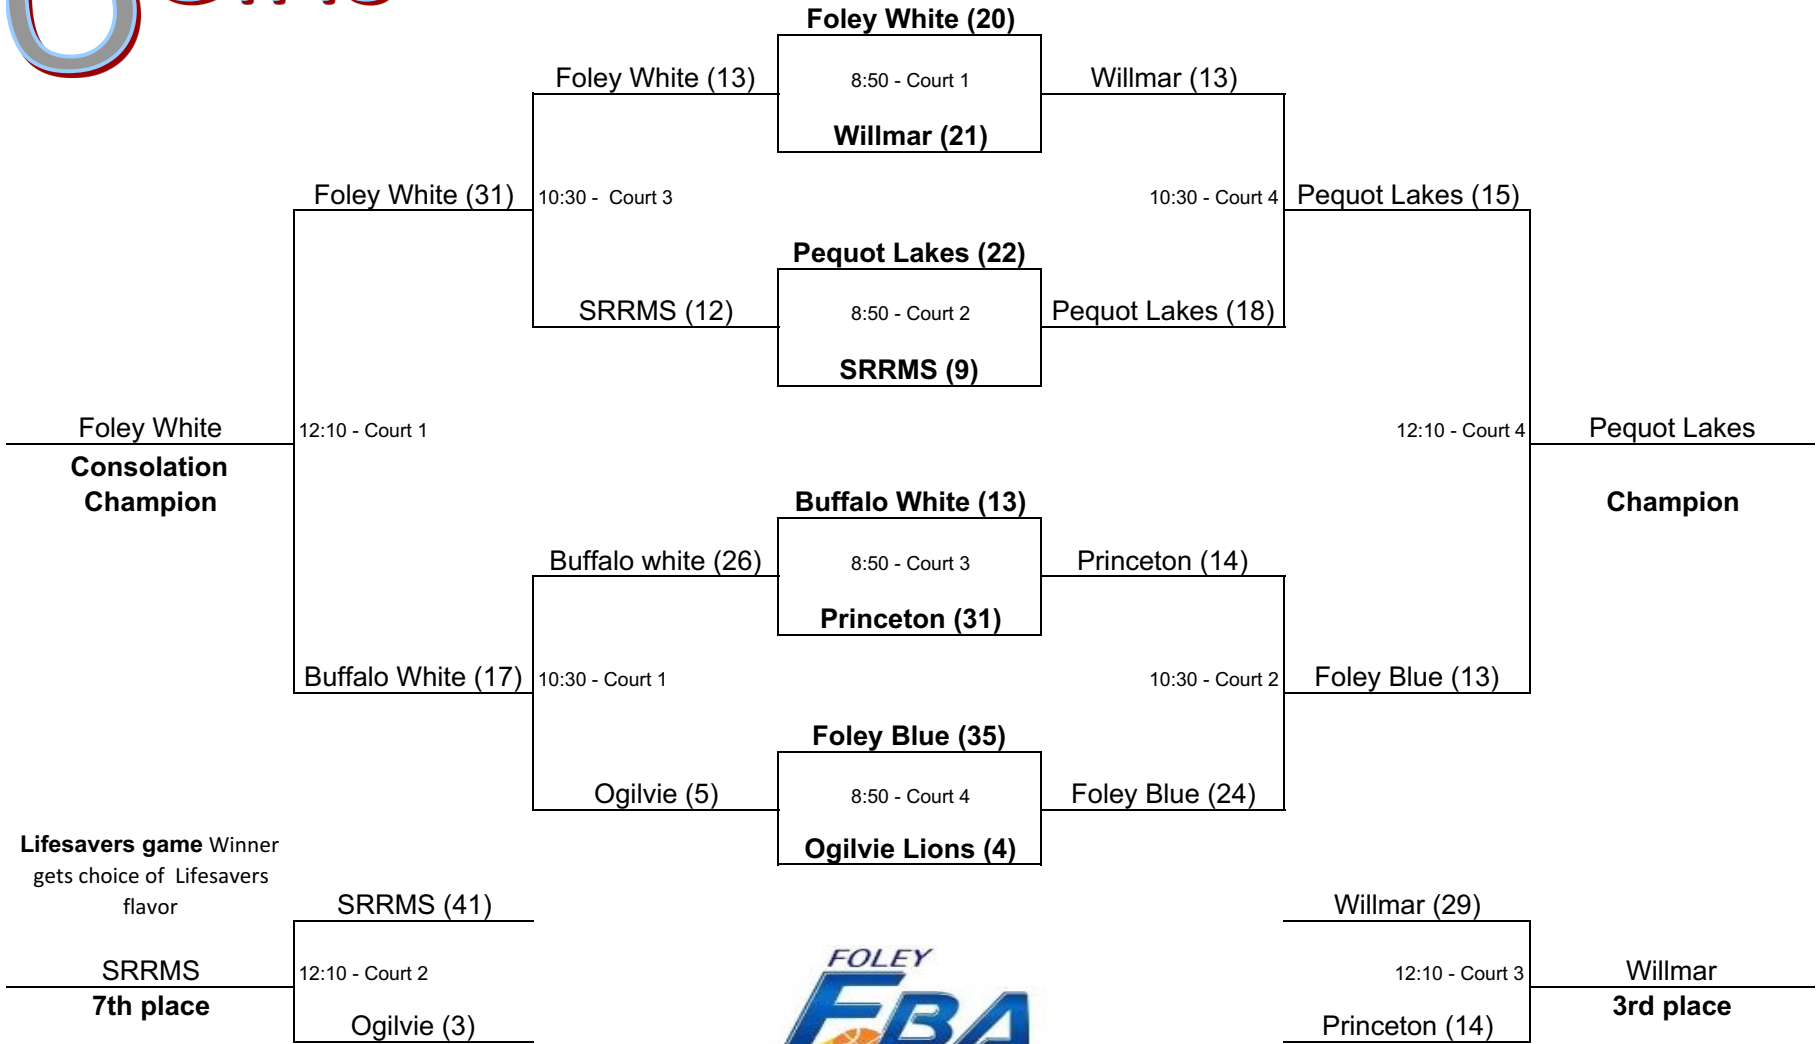 Foley White (20)
Foley White (13)
8:50 - Court 1
Willmar (13)
Willmar (21)
Foley White (31)
10:30 -  Court 3
10:30 - Court 4
Pequot Lakes (15)
Pequot Lakes (22)
SRRMS (12)
8:50 - Court 2
Pequot Lakes (18)
SRRMS (9)
Foley White
12:10 - Court 1
12:10 - Court 4
Pequot Lakes
Consolation
Champion
Champion
Buffalo White (13)
Buffalo white (26)
8:50 - Court 3
Princeton (14)
Princeton (31)
Buffalo White (17)
10:30 - Court 1
10:30 - Court 2
Foley Blue (13)
Foley Blue (35)
Ogilvie (5)
8:50 - Court 4
Foley Blue (24)
Ogilvie Lions (4)
Lifesavers game Winner
gets choice of  Lifesavers
flavor
SRRMS (41)
Willmar (29)
SRRMS
12:10 - Court 2
12:10 - Court 3
Willmar
7th place
3rd place
Ogilvie (3)
Princeton (14)
FOLEY
FBA